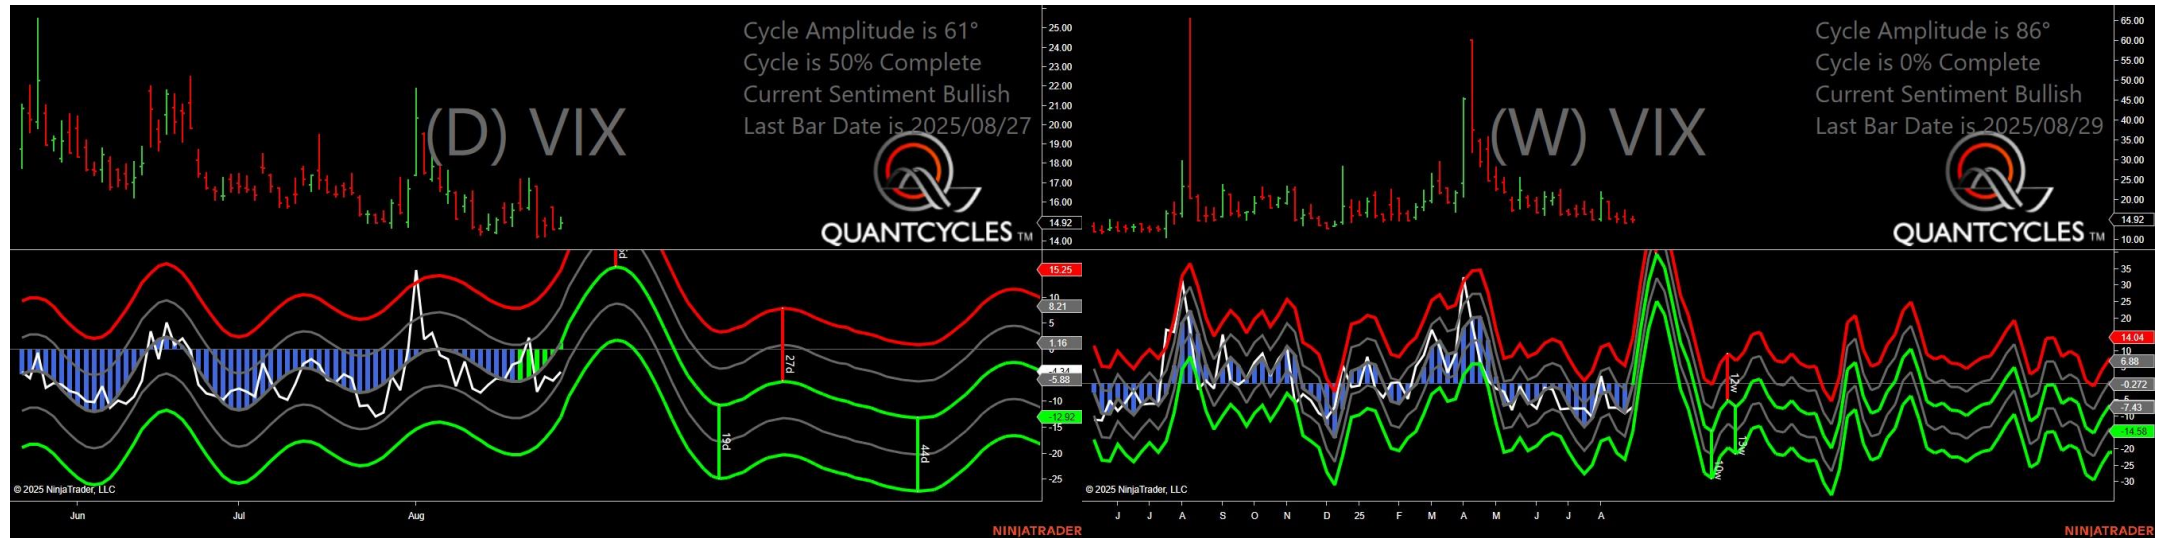 Cycle Amplitude is 61°
Cycle is 50% Complete
Current Sentiment Bullish
Last Bar Date is 2025/08/27
(D) VIX
QUANTCYCLES TM
25.00
24.00
23.00
22.00
21.00
20.00
19.00
18.00
17.00
16.00
14.92
14.00
15.25
10
8.21
5
1.16
-4.34
-5.88
-10
-12.92
-15
-20
-25
19d
27d
44d
© 2025 NinjaTrader, LLC
Jun
Jul
Aug
NINJATRADER
Cycle Amplitude is 86°
Cycle is 0% Complete
Current Sentiment Bullish
Last Bar Date is 2025/08/29
(W) VIX
QUANTCYCLES TM
65.00
60.00
55.00
50.00
45.00
40.00
35.00
30.00
25.00
20.00
14.92
10.00
35
30
25
20
14.04
10
6.88
-0.272
-7.43
-10
-14.58
-20
-25
-30
10w
12w
13w
© 2025 NinjaTrader, LLC
J
J
A
S
O
N
D
25
F
M
A
M
J
J
A
NINJATRADER